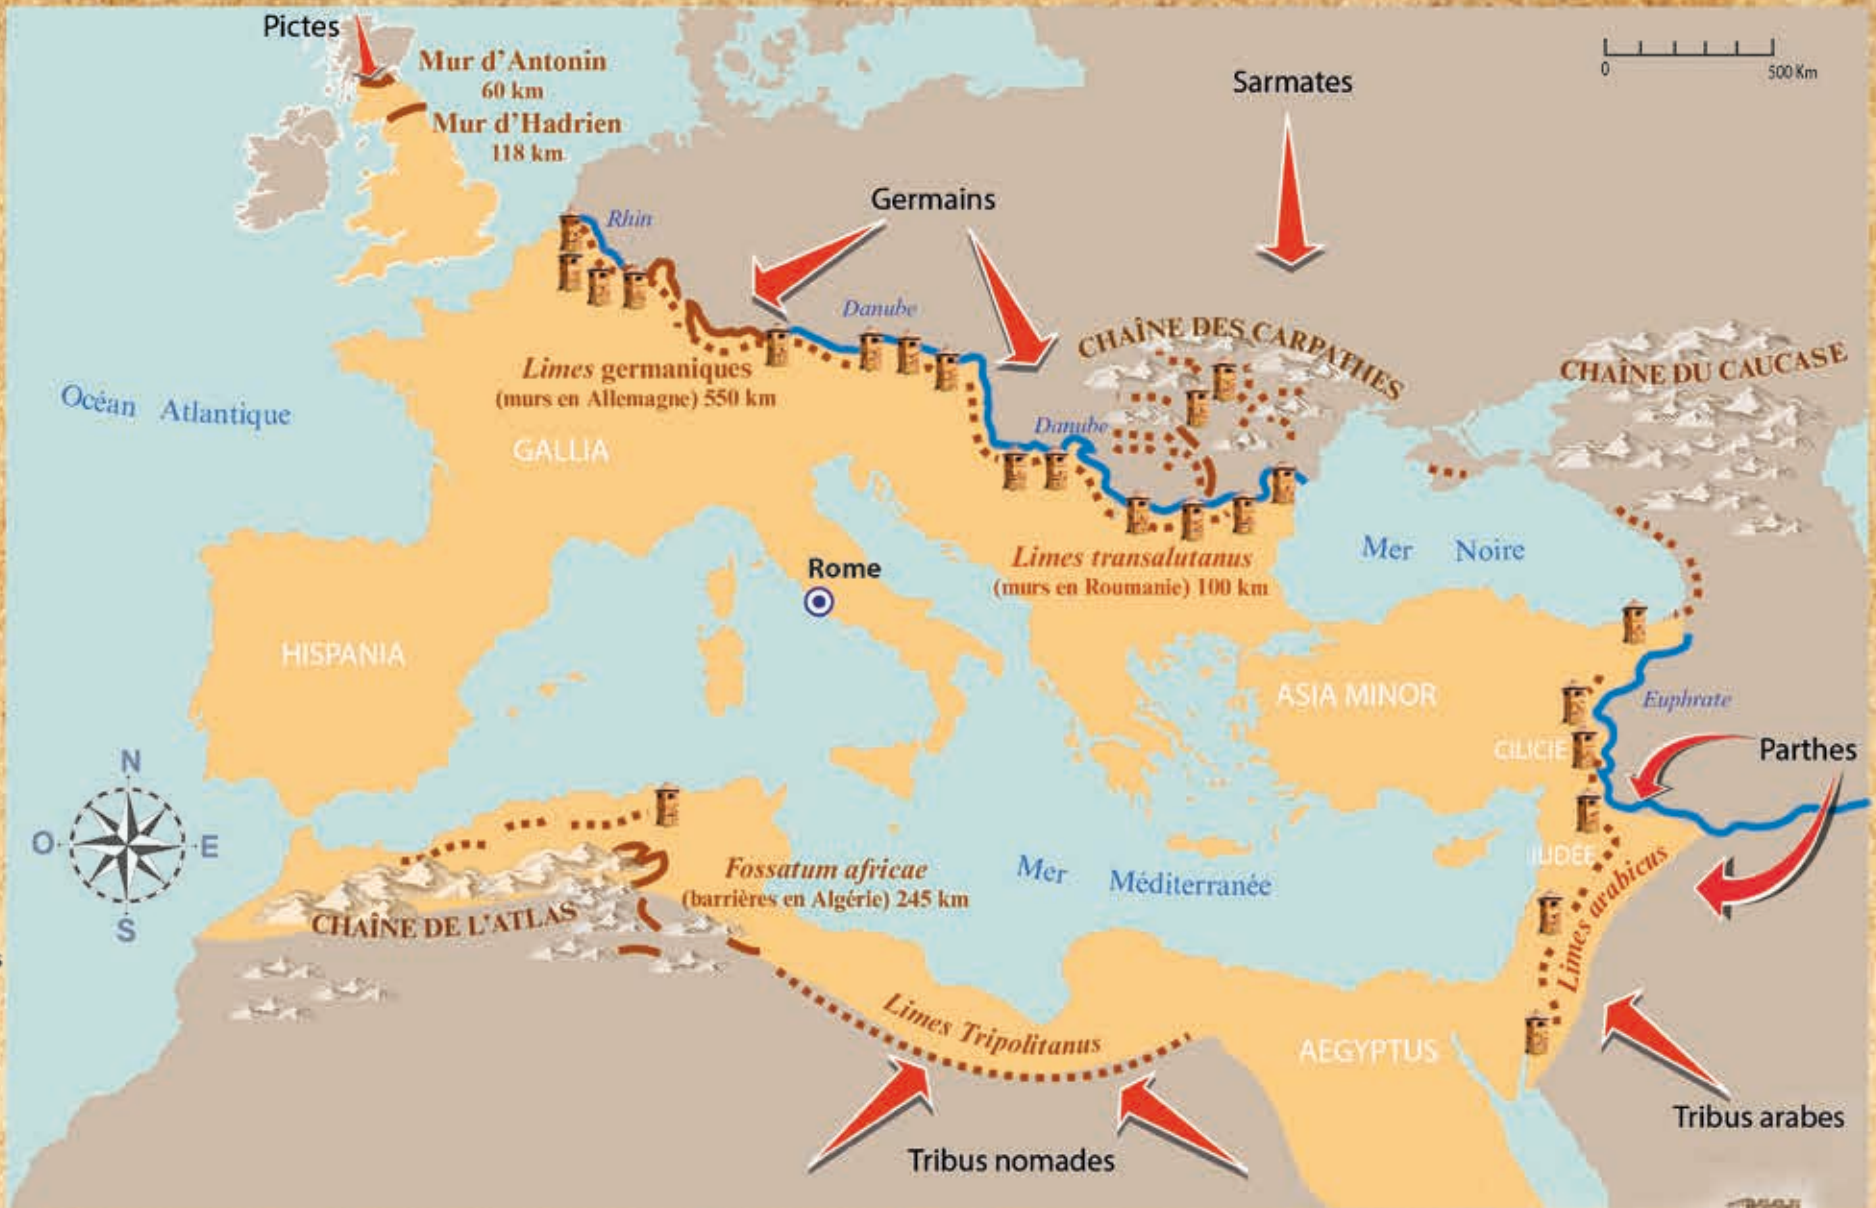 Pictes
Mur d'Antonin
60 km
Mur d'Hadrien
118 km
Sarmates
0
500 Km
Germains
Rhin
Danube
CHAÎNE DES CARPATHES
CHAÎNE DU CAUCASE
Limes germaniques
(murs en Allemagne) 550 km
Océan Atlantique
Danube
GALLIA
Mer Noire
Limes transalutanus
(murs en Roumanie) 100 km
Rome
HISPANIA
ASIA MINOR
Euphrate
CILICIE
Parthes
N
O
E
S
JUDÉE
Fossatum africae
(barrières en Algérie) 245 km
Mer Méditerranée
CHAÎNE DE L'ATLAS
Limes arabicus
Limes Tripolitanus
AEGYPTUS
Tribus arabes
Tribus nomades